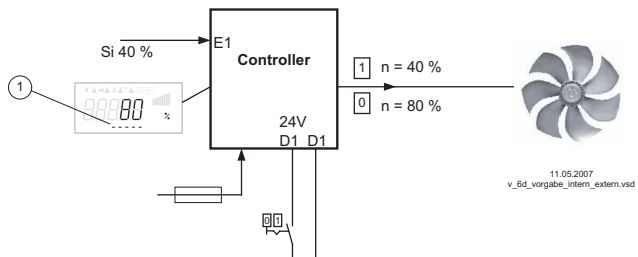 Si 40 %
E1
Controller
1
1 n = 40 %
80
%
0 n = 80 %
24V
D1 D1
11.05.2007
v_6d_vorgabe_intern_extern.vsd
0 1